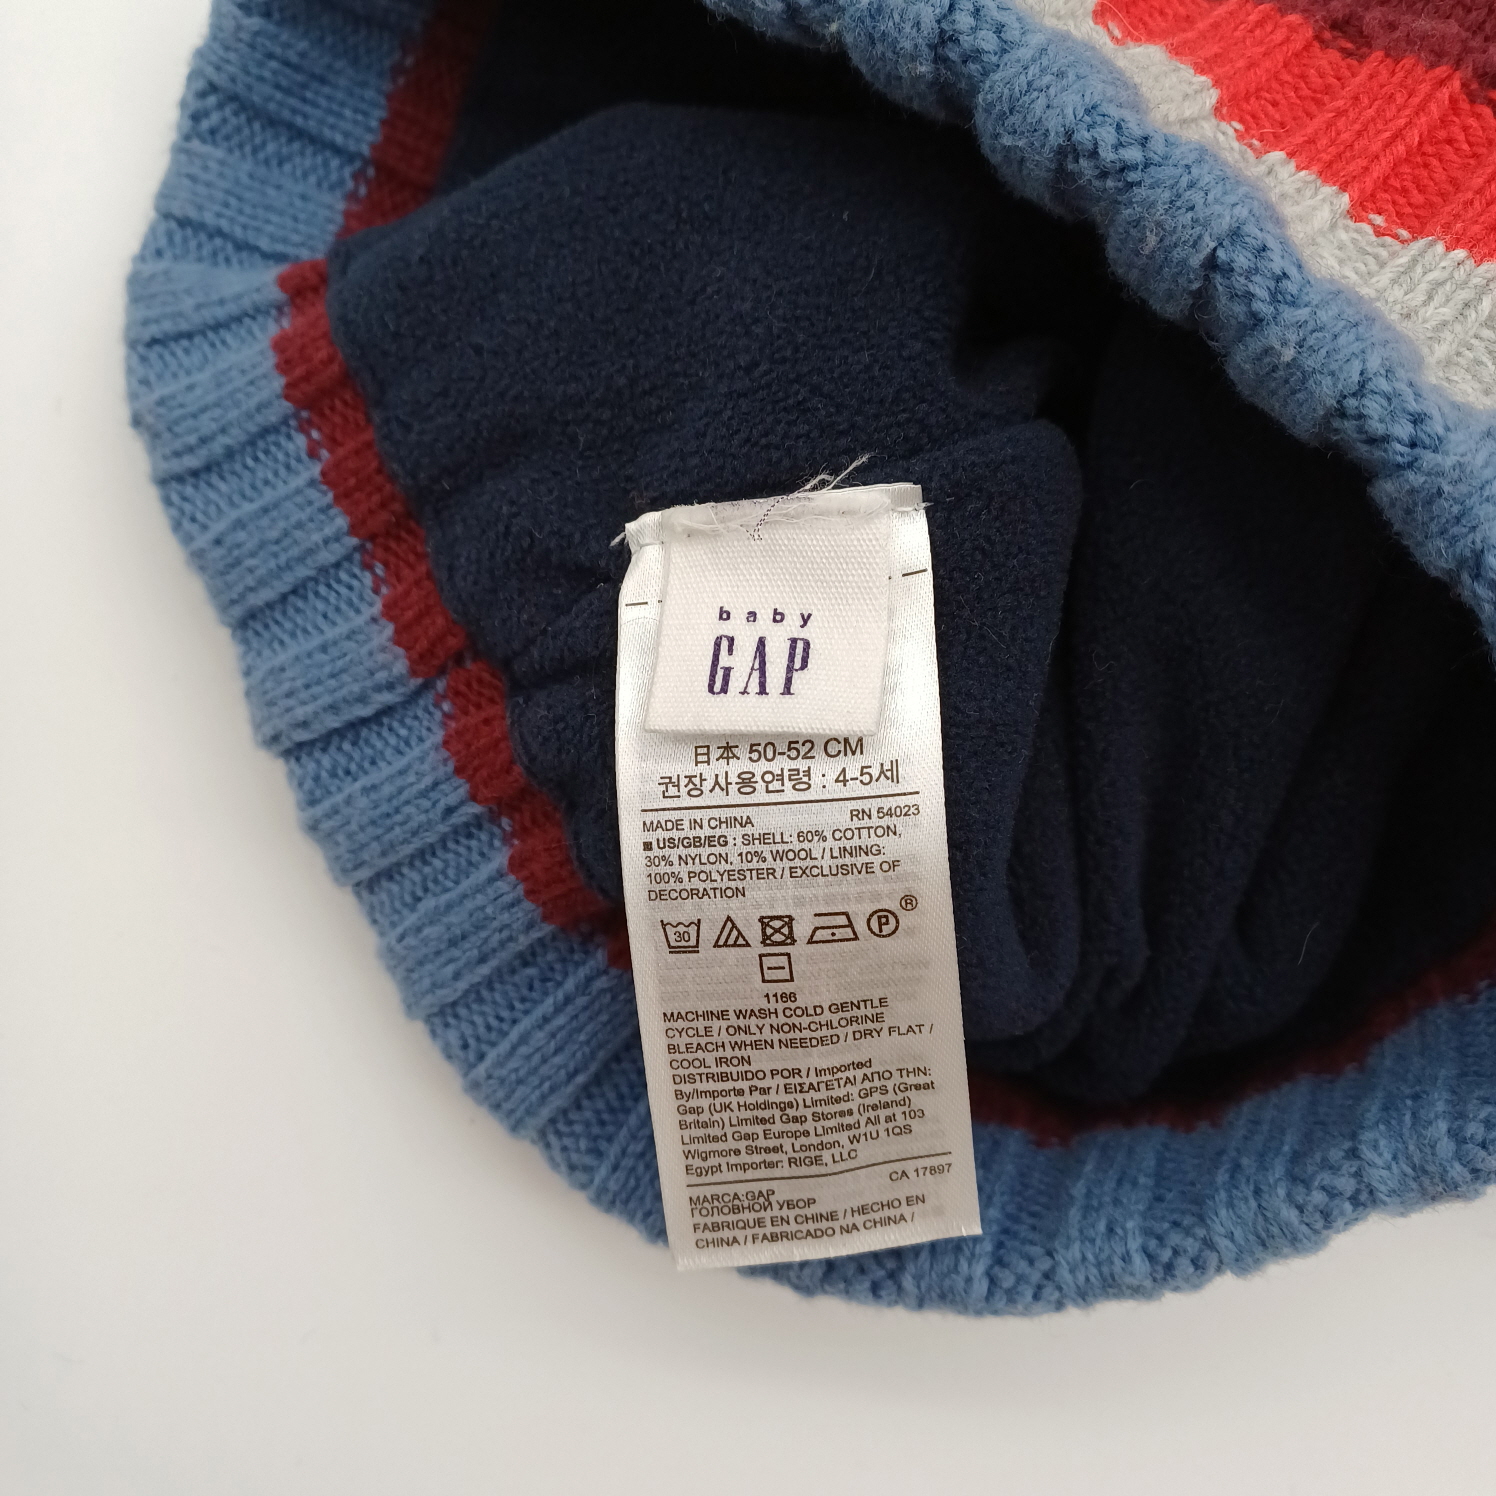 baby
GAP
日本 50-52 CM
권장사용연령 : 4-5세
MADE IN CHINA RN 54023
US/GB/EG : SHELL: 60% COTTON,
30% NYLON, 10% WOOL / LINING:
100% POLYESTER / EXCLUSIVE OF
DECORATION
30 P ®
1166
MACHINE WASH COLD GENTLE
CYCLE / ONLY NON-CHLORINE
BLEACH WHEN NEEDED / DRY FLAT /
COOL IRON
DISTRIBUIDO POR / Imported
By/Importe Par / ΕΙΣΑΓΕΤΑΙ ΑΠΟ ΤΗΝ:
Gap (UK Holdings) Limited: GPS (Great
Britain) Limited Gap Stores (Ireland)
Limited Gap Europe Limited All at 103
Wigmore Street, London, W1U 1QS
Egypt Importer: RIGE, LLC
CA 17897
MARCA:GAP
ГОЛОВНОЙ УБОР
FABRIQUE EN CHINE / HECHO EN
CHINA / FABRICADO NA CHINA /